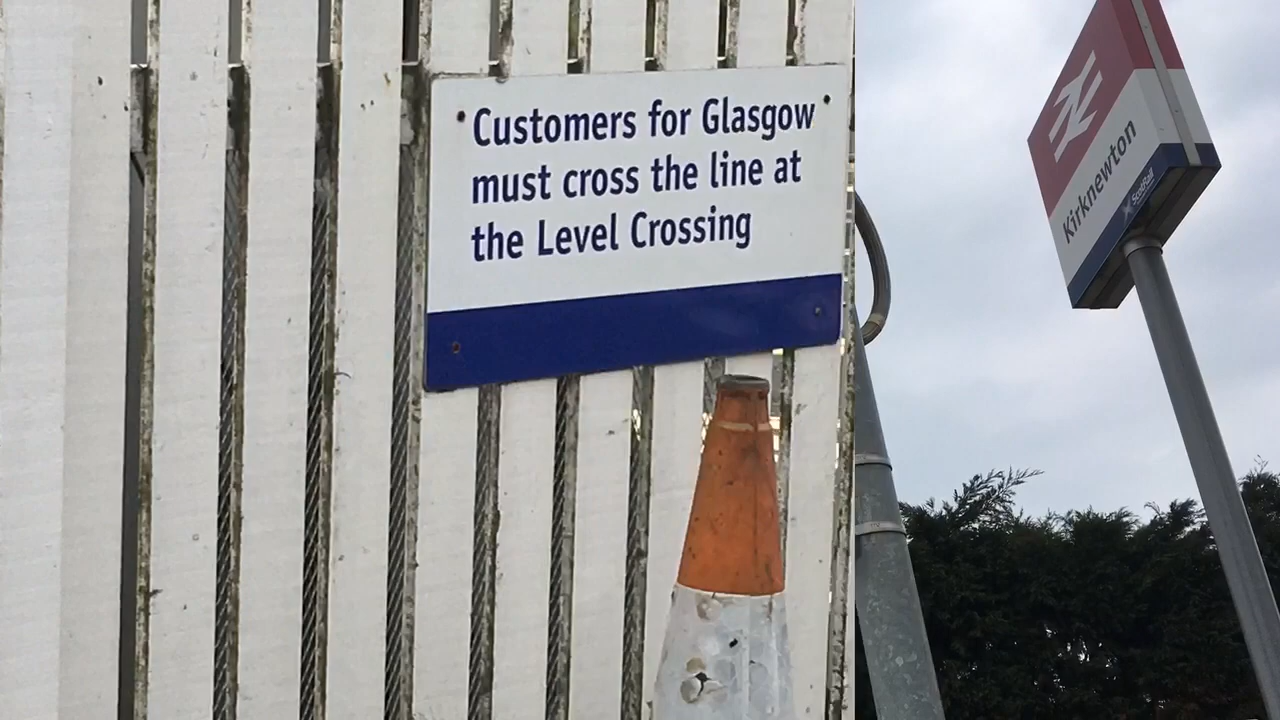 Customers for Glasgow
must cross the line at
the Level Crossing
Kirknewton
ScotRail